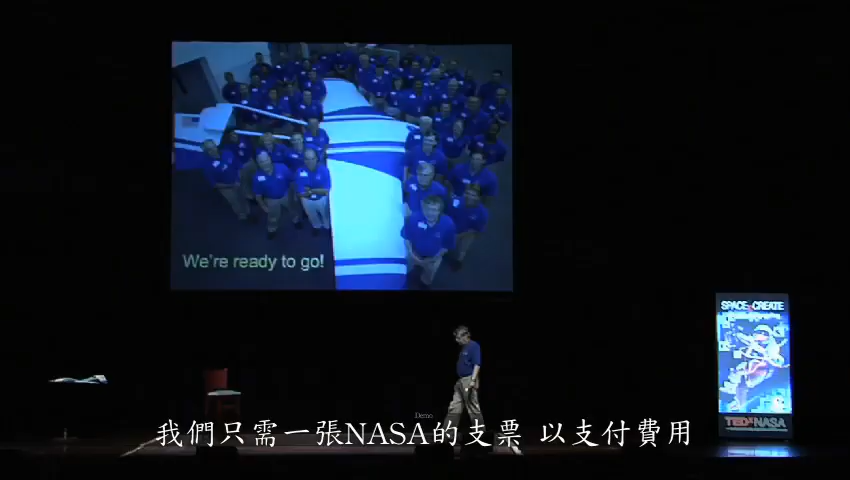 We're ready to go!
SPACE CREATE
TEDxNASA
Demo
我們只需一張NASA的支票 以支付費用